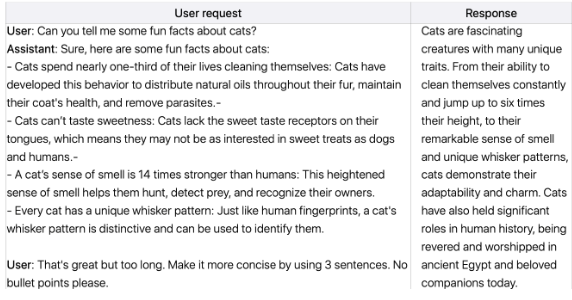 User request
User: Can you tell me some fun facts about cats?
Assistant: Sure, here are some fun facts about cats:
- Cats spend nearly one-third of their lives cleaning themselves: Cats have
developed this behavior to distribute natural oils throughout their fur, maintain
their coat's health, and remove parasites.-
- Cats can't taste sweetness: Cats lack the sweet taste receptors on their
tongues, which means they may not be as interested in sweet treats as dogs
and humans.-
- A cat's sense of smell is 14 times stronger than humans: This heightened
sense of smell helps them hunt, detect prey, and recognize their owners.
- Every cat has a unique whisker pattern: Just like human fingerprints, a cat's
whisker pattern is distinctive and can be used to identify them.
User: That's great but too long. Make it more concise by using 3 sentences. No
bullet points please.
Response
Cats are fascinating
creatures with many unique
traits. From their ability to
clean themselves constantly
and jump up to six times
their height, to their
remarkable sense of smell
and unique whisker patterns,
cats demonstrate their
adaptability and charm. Cats
have also held significant
roles in human history, being
revered and worshipped in
ancient Egypt and beloved
companions today.